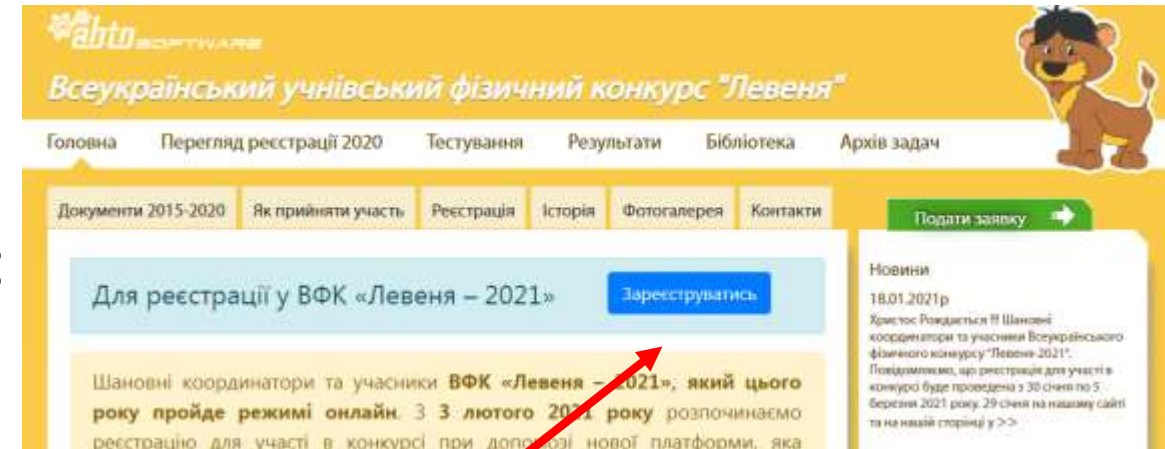 abto SOFTWARE
Всеукраїнський учнівський фізичний конкурс "Левеня"
Головна Перегляд реєстрації 2020 Тестування Результати Бібліотека Архів задач
Документи 2015-2020 Як прийняти участь Реєстрація Історія Фотогалерея Контакти
Подати заявку
Для реєстрації у ВФК «Левеня – 2021»
Зареєструватись
Шановні координатори та учасники ВФК «Левеня – 2021», який цього
року пройде режимі онлайн. З 3 лютого 2021 року розпочинаємо
реєстрацію для участі в конкурсі при допомозі нової платформи, яка
Новини
18.01.2021р
Христос Рождається !!! Шановні
координатори та учасники Всеукраїнського
фізичного конкурсу "Левеня-2021".
Повідомляємо, що реєстрація для участі в
конкурсі буде проведена з 30 січня по 5
березня 2021 року. 29 січня на нашому сайті
та на нашій сторінці у >>